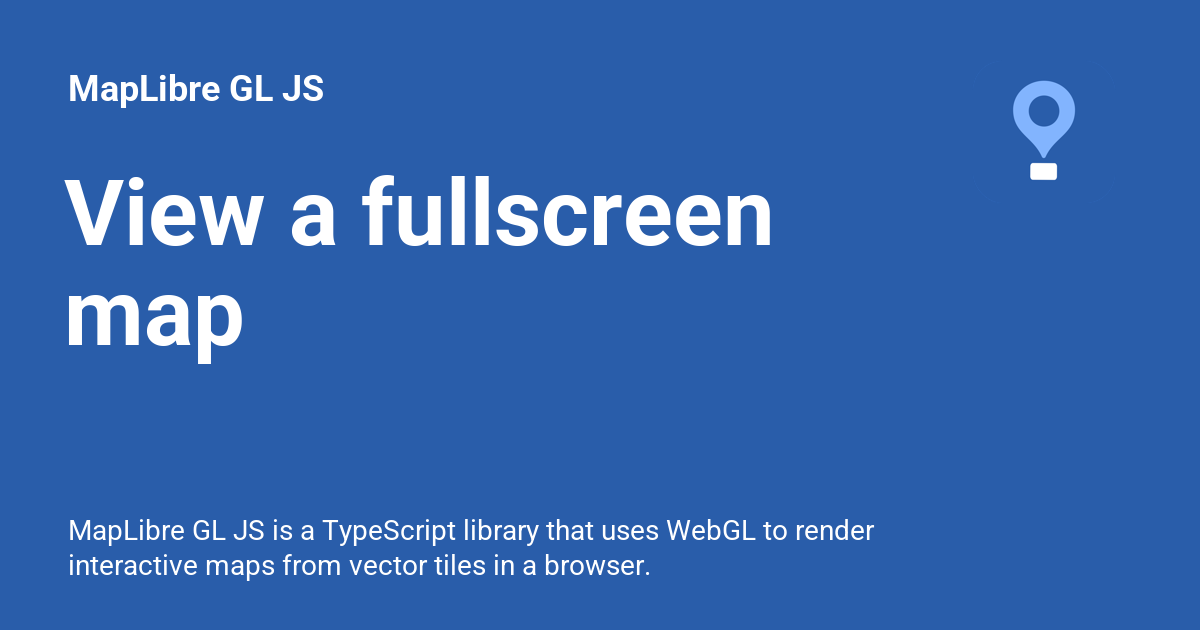 MapLibre GL JS
View a fullscreen
map
MapLibre GL JS is a TypeScript library that uses WebGL to render
interactive maps from vector tiles in a browser.